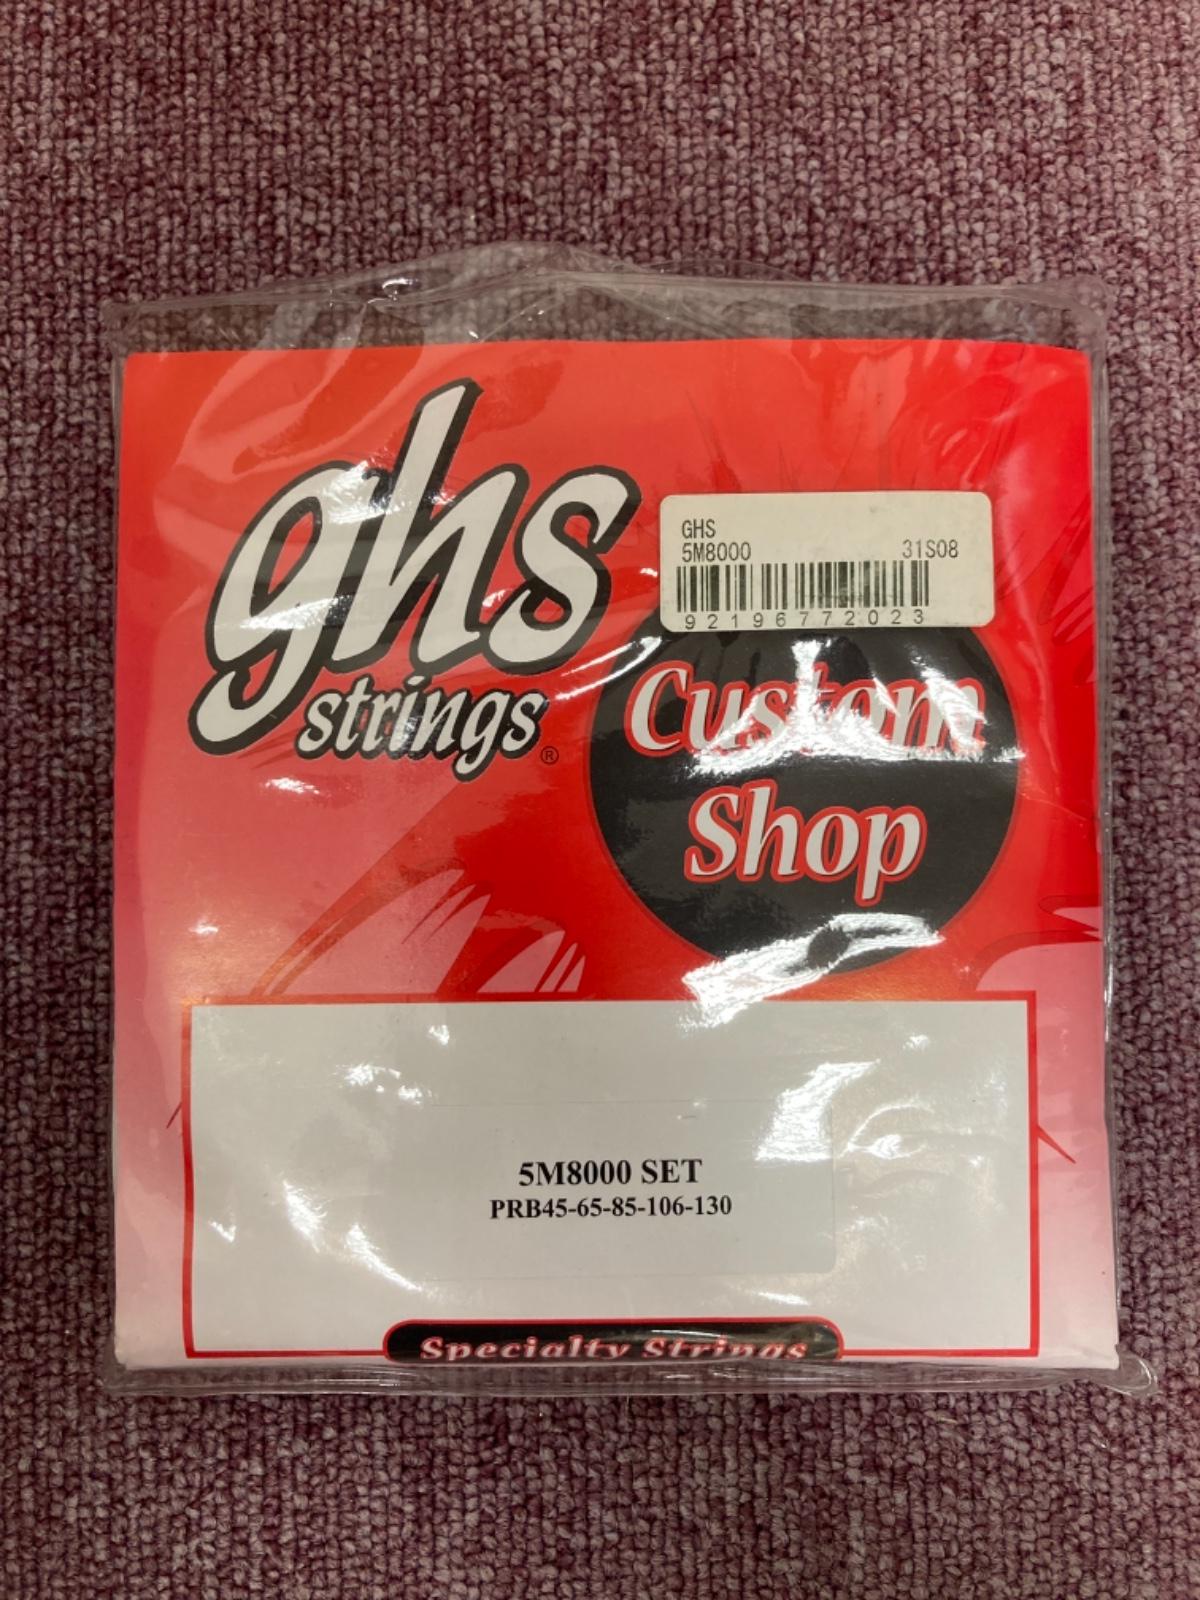 ghs
strings®
GHS
5M8000 31S08
92196772023
Custom
Shop
5M8000 SET
PRB45-65-85-106-130
Specialty Strings